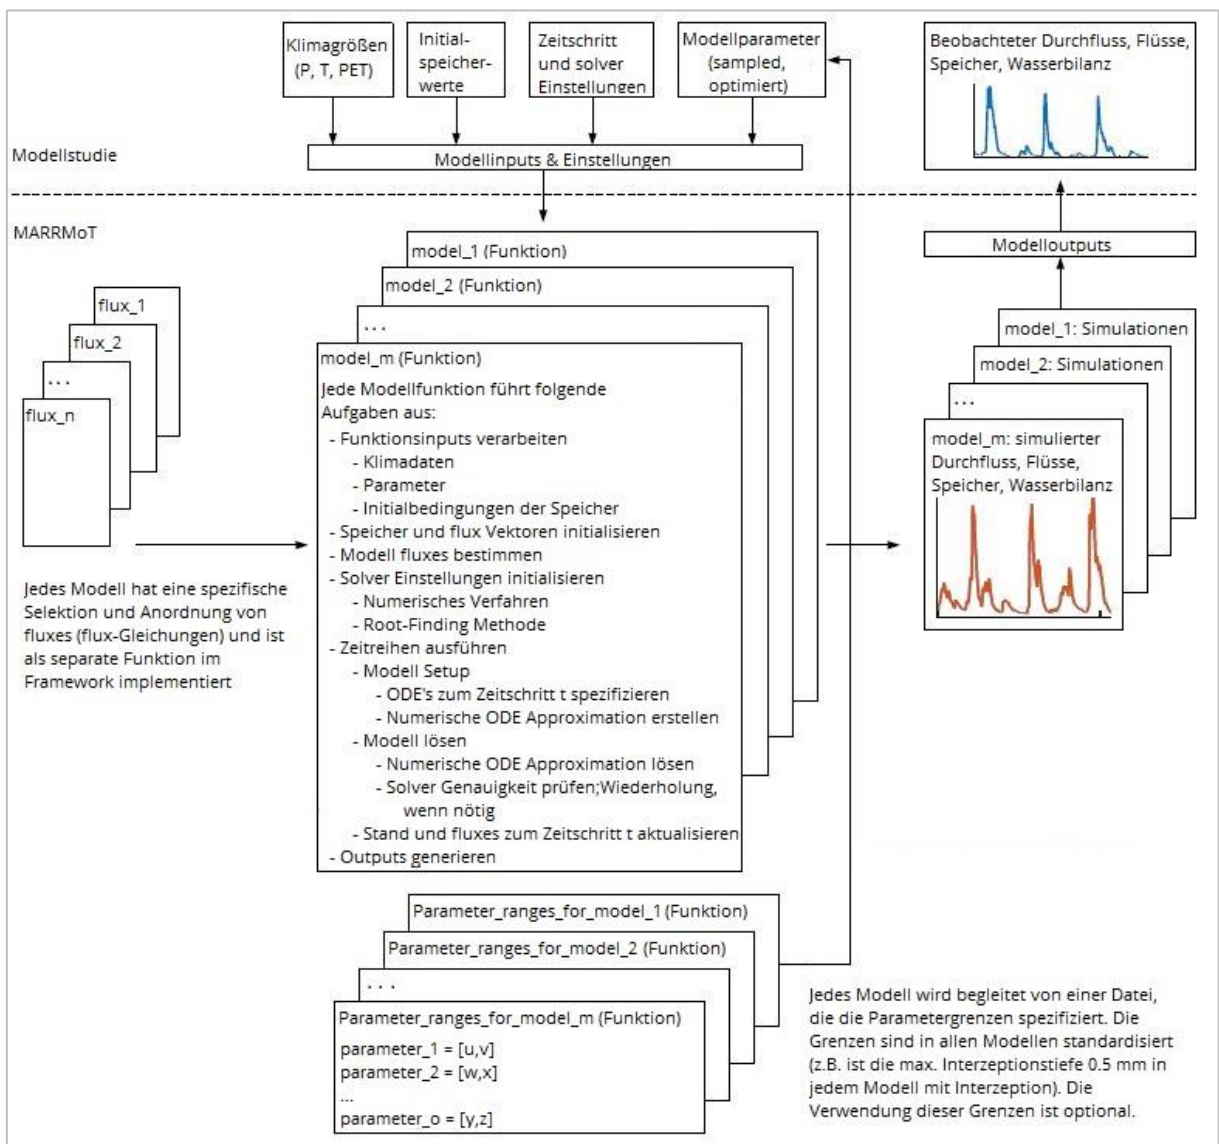 Klimagrößen
(P, T, PET)
Initial-
speicher-
werte
Zeitschritt
und solver
Einstellungen
Modellparameter
(sampled,
optimiert)
Beobachteter Durchfluss, Flüsse,
Speicher, Wasserbilanz
Modellstudie
Modellinputs & Einstellungen
MARRMoT
Modelloutputs
flux_1
flux_2
...
flux_n
Jedes Modell hat eine spezifische
Selektion und Anordnung von
fluxes (flux-Gleichungen) und ist
als separate Funktion im
Framework implementiert
model_1 (Funktion)
model_2 (Funktion)
...
model_m (Funktion)
Jede Modellfunktion führt folgende
Aufgaben aus:
- Funktionsinputs verarbeiten
- Klimadaten
- Parameter
- Initialbedingungen der Speicher
- Speicher und flux Vektoren initialisieren
- Modell fluxes bestimmen
- Solver Einstellungen initialisieren
- Numerisches Verfahren
- Root-Finding Methode
- Zeitreihen ausführen
- Modell Setup
- ODE's zum Zeitschritt t spezifizieren
- Numerische ODE Approximation erstellen
- Modell lösen
- Numerische ODE Approximation lösen
- Solver Genauigkeit prüfen;Wiederholung,
wenn nötig
- Stand und fluxes zum Zeitschritt t aktualisieren
- Outputs generieren
model_1: Simulationen
model_2: Simulationen
...
model_m: simulierter
Durchfluss, Flüsse,
Speicher, Wasserbilanz
Parameter_ranges_for_model_1 (Funktion)
Parameter_ranges_for_model_2 (Funktion)
...
Parameter_ranges_for_model_m (Funktion)
parameter_1 = [u,v]
parameter_2 = [w,x]
...
parameter_o = [y,z]
Jedes Modell wird begleitet von einer Datei,
die die Parametergrenzen spezifiziert. Die
Grenzen sind in allen Modellen standardisiert
(z.B. ist die max. Interzeptionstiefe 0.5 mm in
jedem Modell mit Interzeption). Die
Verwendung dieser Grenzen ist optional.